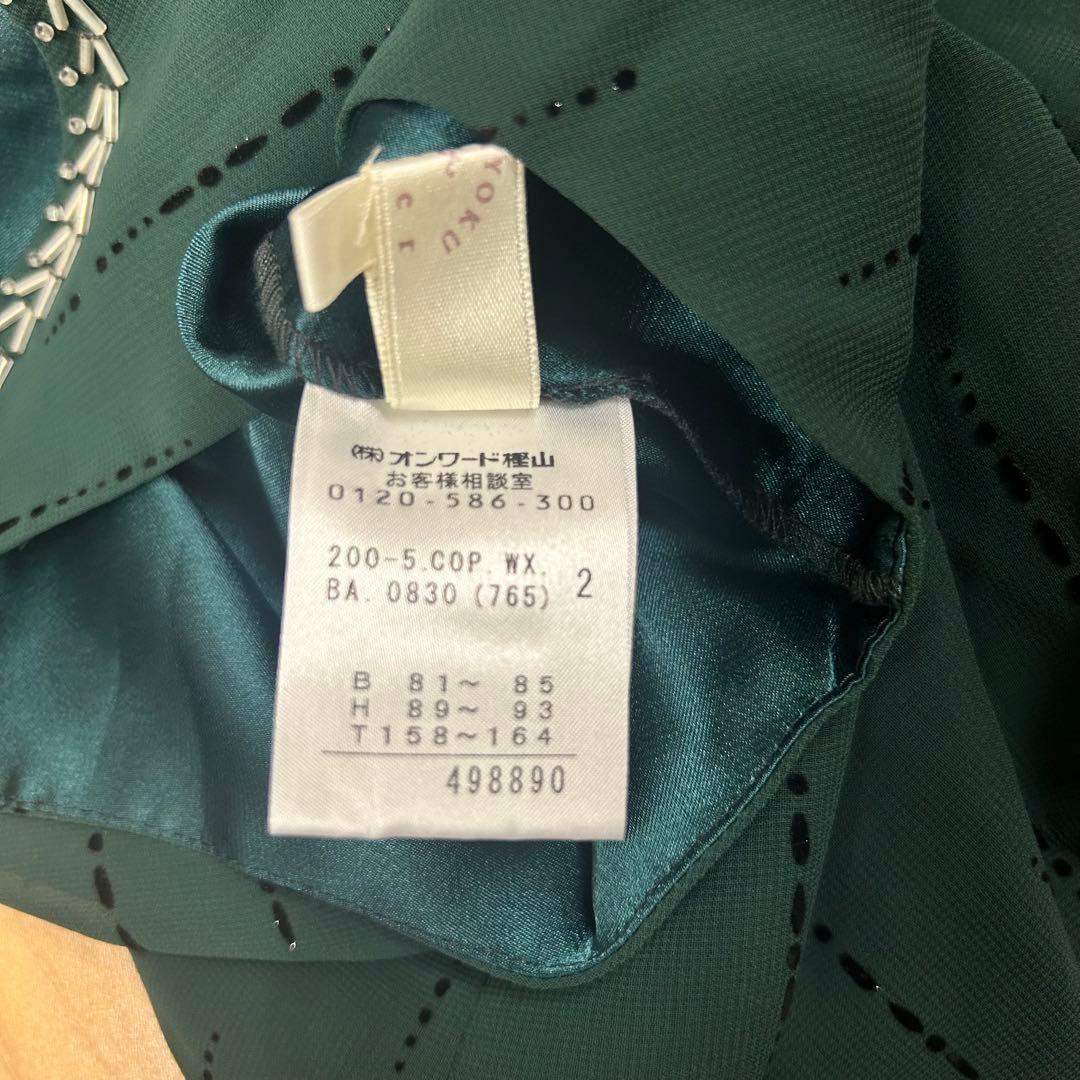 YOKU
(株)オンワード樫山
お客様相談室
0120-586-300
200-5.COP. WX.
BA. 0830 (765) 2
B 81～ 85
H 89～ 93
T158～164
498890